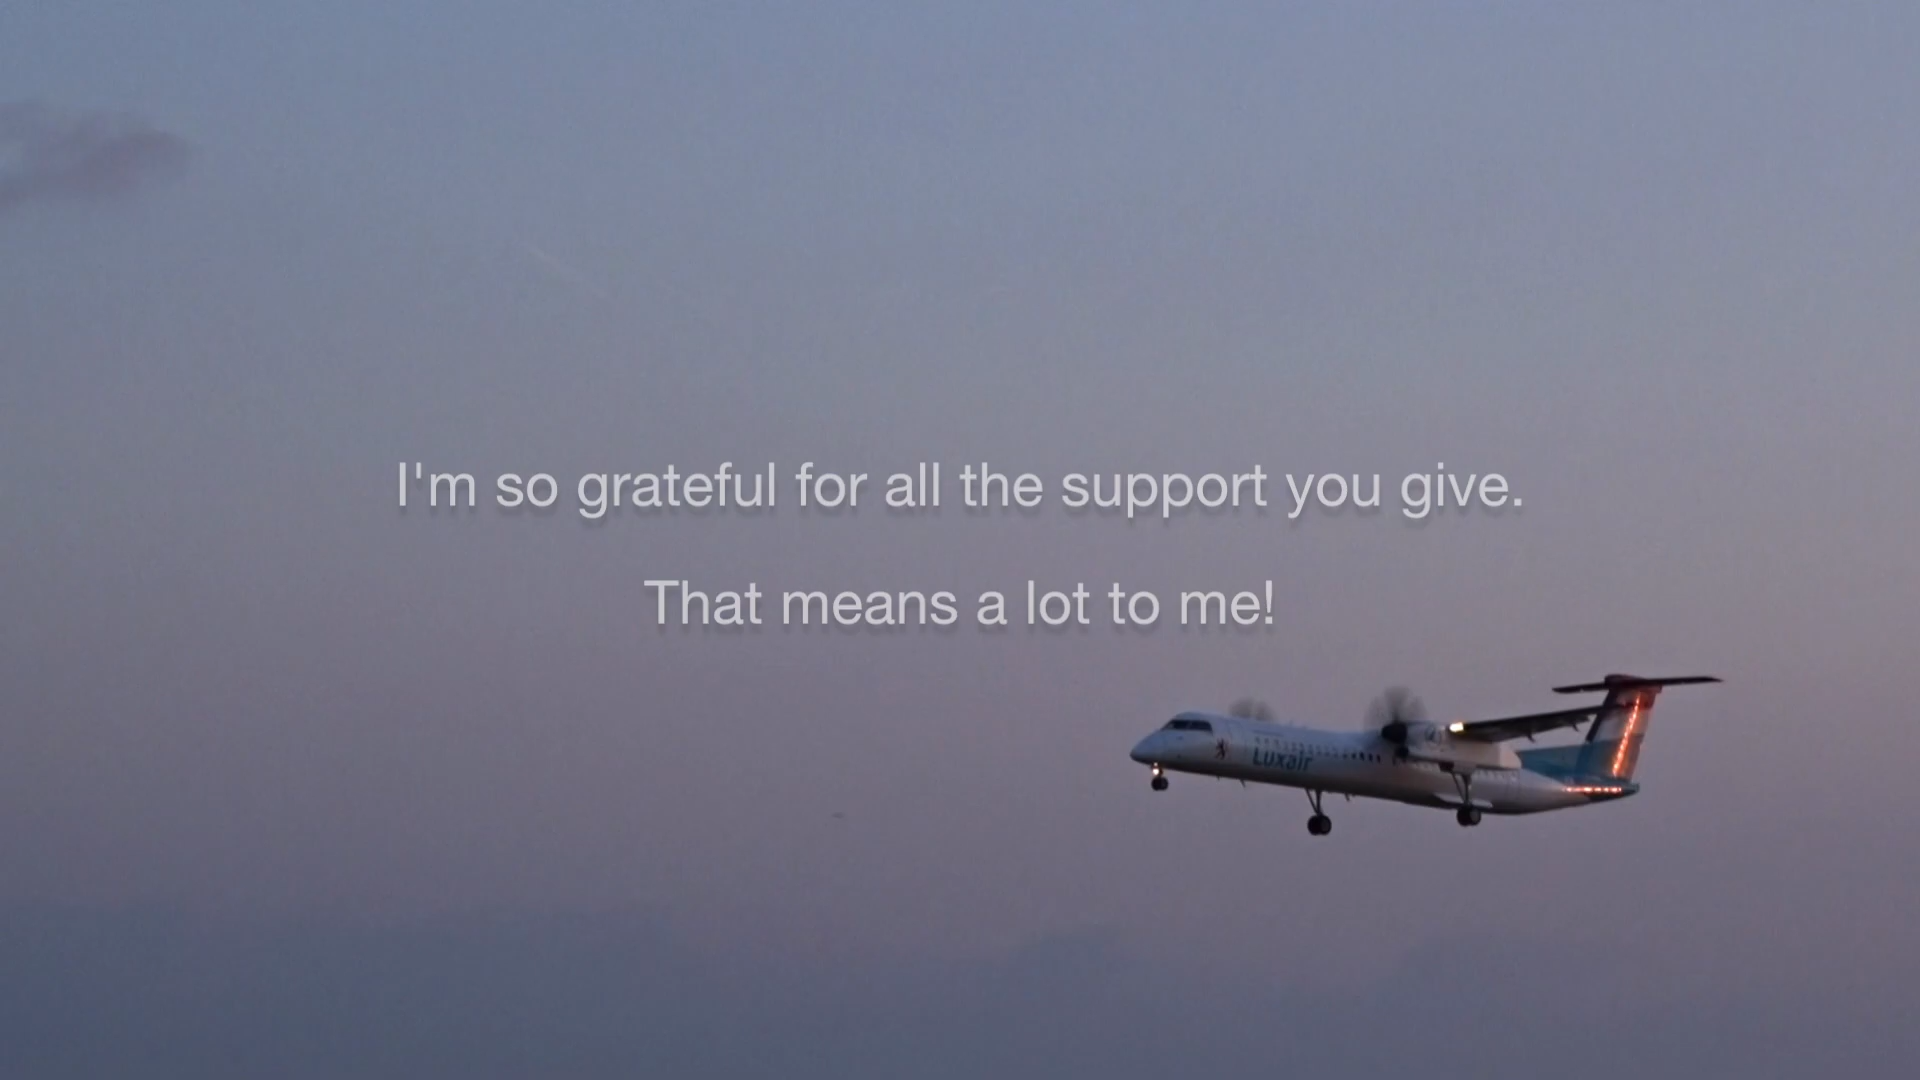 I'm so grateful for all the support you give.
That means a lot to me!
Luxair